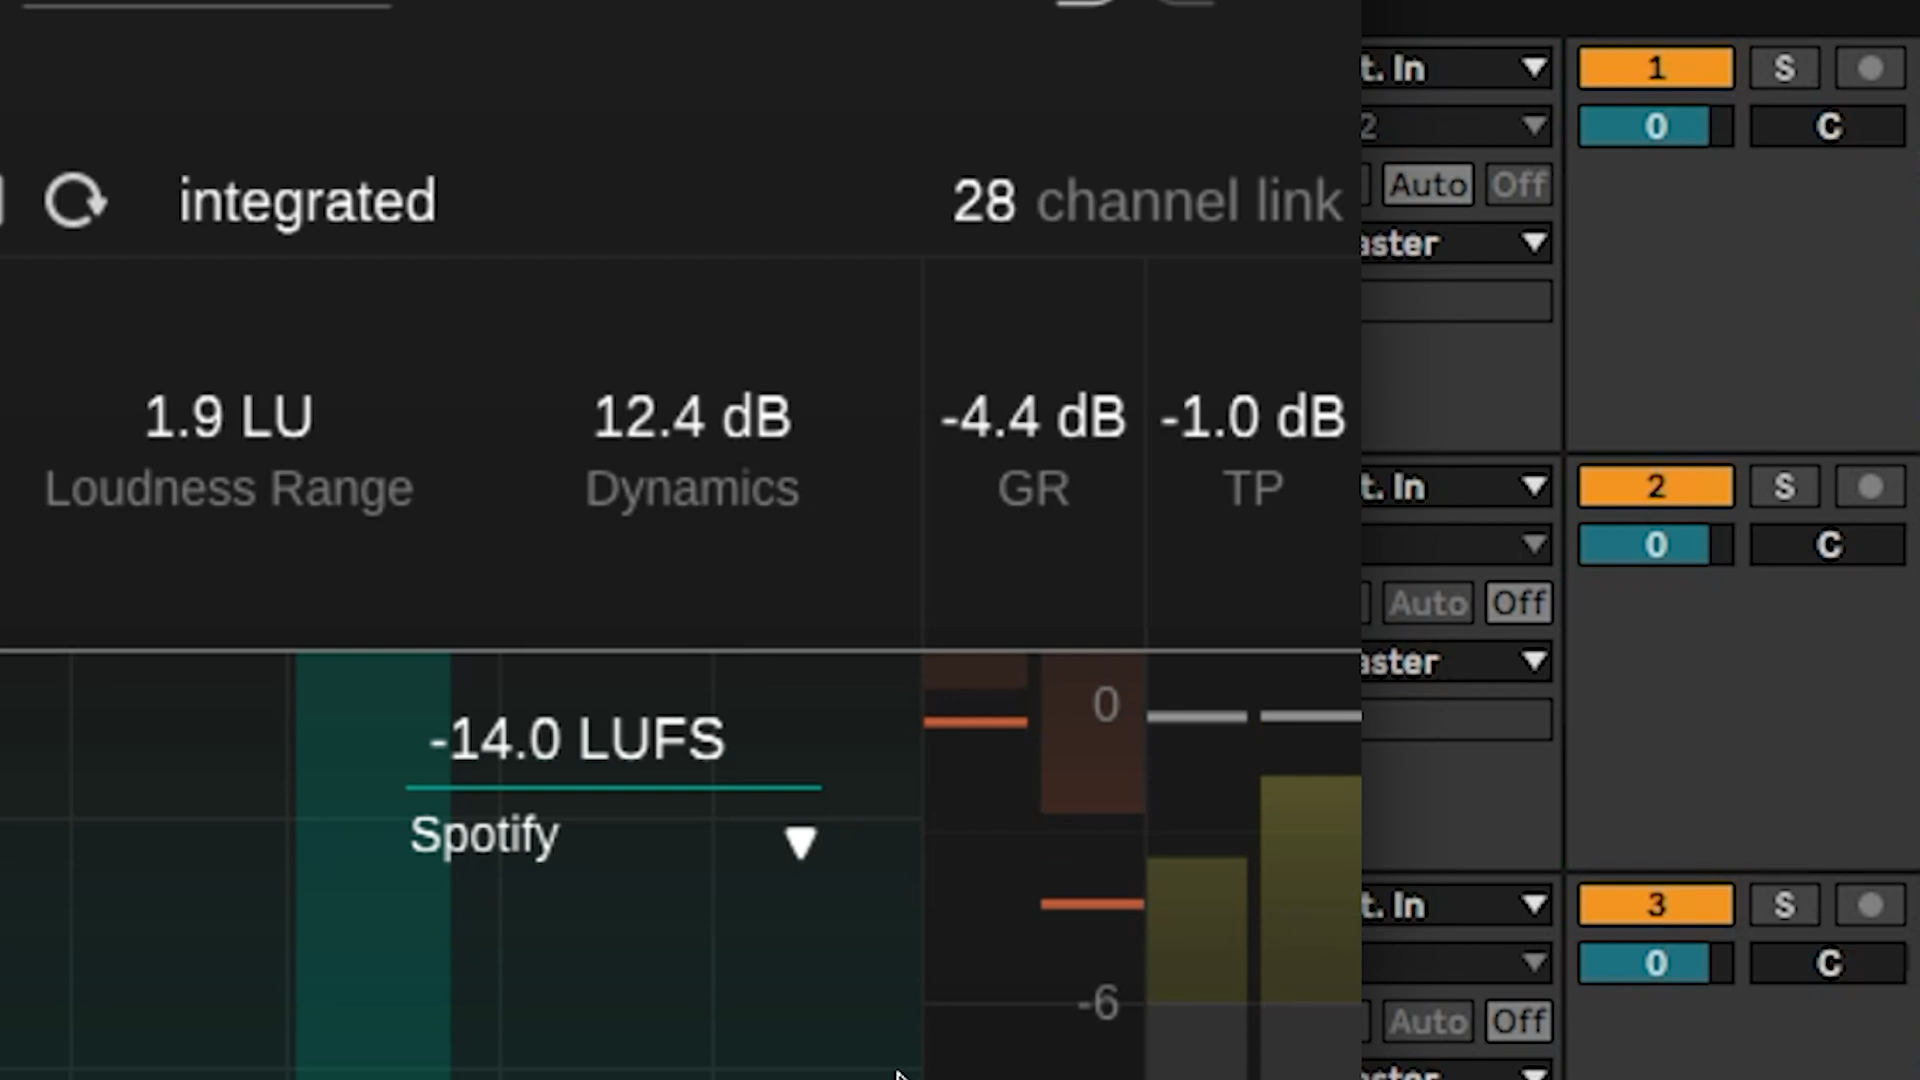 integrated
28 channel link
1.9 LU
Loudness Range
12.4 dB
Dynamics
-4.4 dB
GR
-1.0 dB
TP
-14.0 LUFS
Spotify
0
-6
t. In
2
Auto Off
aster
1 S
0 C
t. In
Auto Off
aster
2 S
0 C
t. In
Auto Off
aster
3 S
0 C